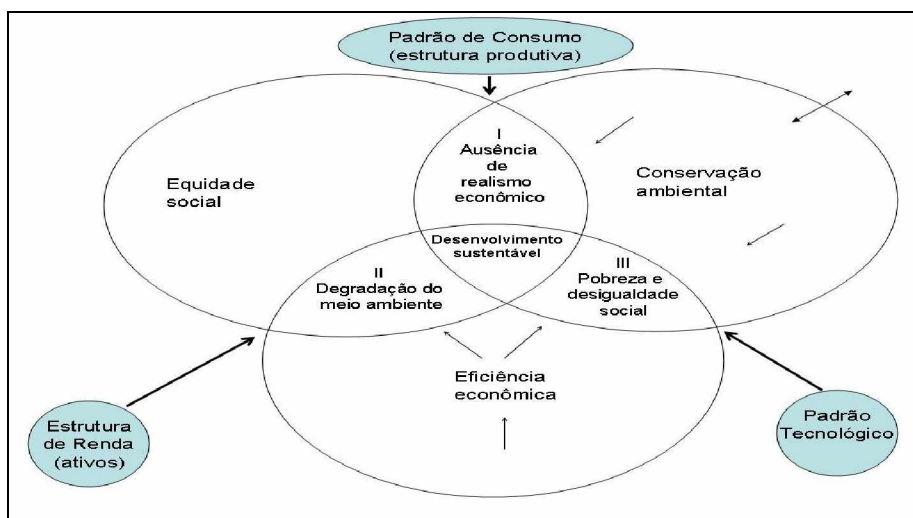 Padrão de Consumo
(estrutura produtiva)
I
Ausência
de
realismo
econômico
Equidade
social
Conservação
ambiental
Desenvolvimento
sustentável
II
Degradação do
meio ambiente
III
Pobreza e
desigualdade
social
Eficiência
econômica
Estrutura
de Renda
(ativos)
Padrão
Tecnológico